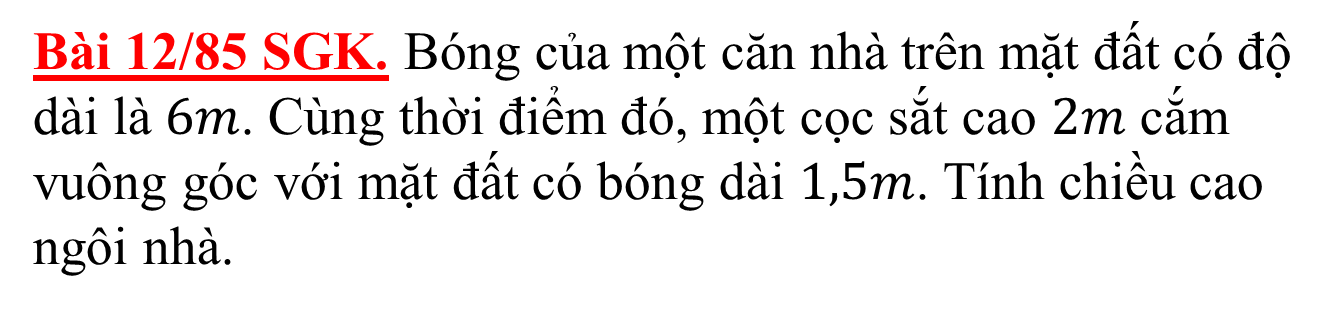 Bài 12/85 SGK. Bóng của một căn nhà trên mặt đất có độ
dài là 6m. Cùng thời điểm đó, một cọc sắt cao 2m cắm
vuông góc với mặt đất có bóng dài 1,5m. Tính chiều cao
ngôi nhà.